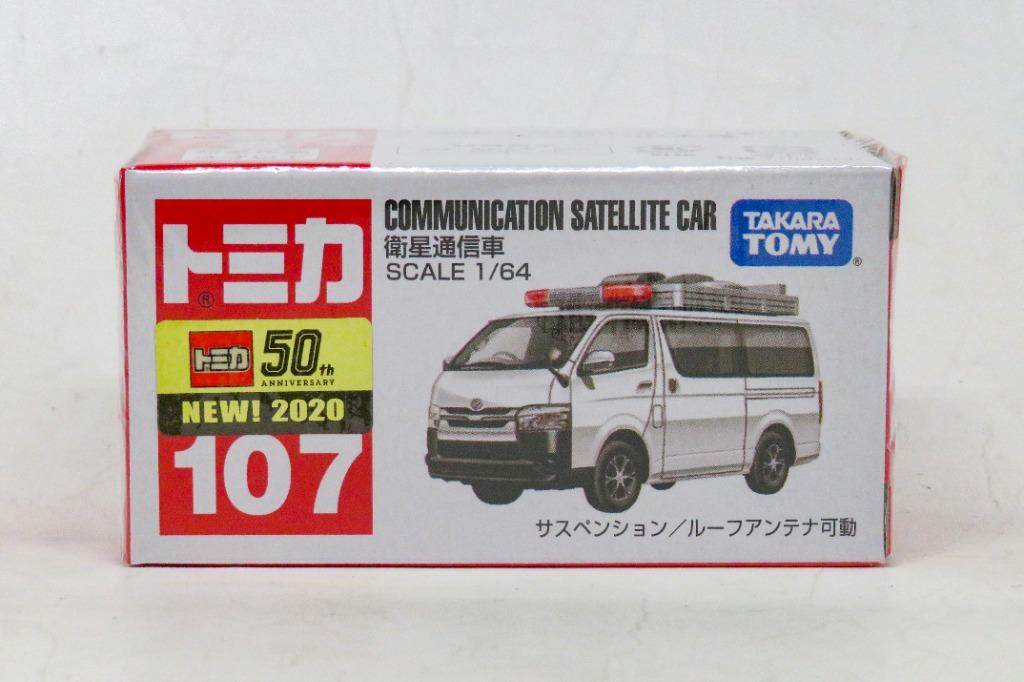 トミカ
®
トミカ 50th
ANNIVERSARY
NEW! 2020
107
COMMUNICATION SATELLITE CAR
衛星通信車
SCALE 1/64
TAKARA
TOMY
®
サスペンション/ルーフアンテナ可動